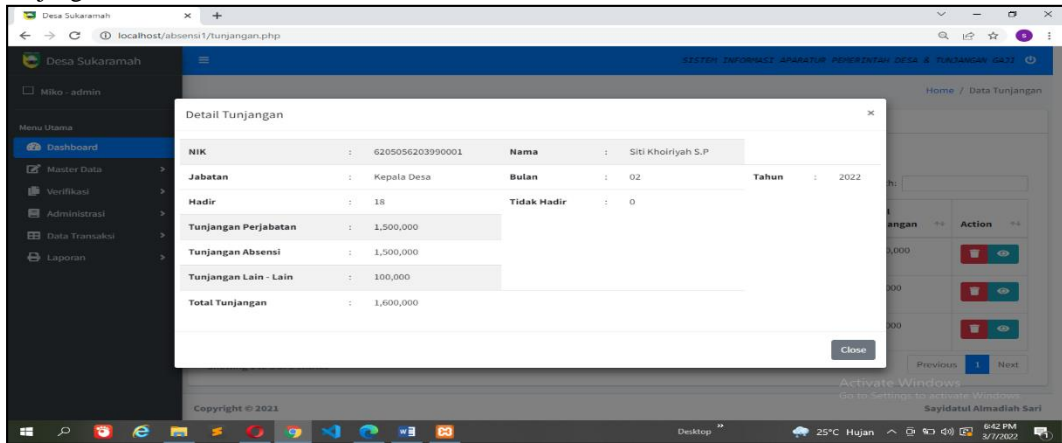 Desa Sukaramah
localhost/absensi1/tunjangan.php
Desa Sukaramah
SISTEM INFORMASI APARATUR PEMERINTAH DESA & TUNJANGAN GAJI
Miko - admin
Home / Data Tunjangan
Menu Utama
Dashboard
Master Data
Verifikasi
Administrasi
Data Transaksi
Laporan
Detail Tunjangan ×
NIK : 6205056203990001 Nama : Siti Khoiriyah S.P
Jabatan : Kepala Desa Bulan : 02 Tahun : 2022
Hadir : 18 Tidak Hadir : 0
Tunjangan Perjabatan : 1,500,000
Tunjangan Absensi : 1,500,000
Tunjangan Lain - Lain : 100,000
Total Tunjangan : 1,600,000
Close
Action
Previous 1 Next
Activate Windows
Go to Settings to activate Windows.
Copyright © 2021 Sayidatul Almadiah Sari
Desktop 25°C Hujan 6:42 PM
3/7/2022